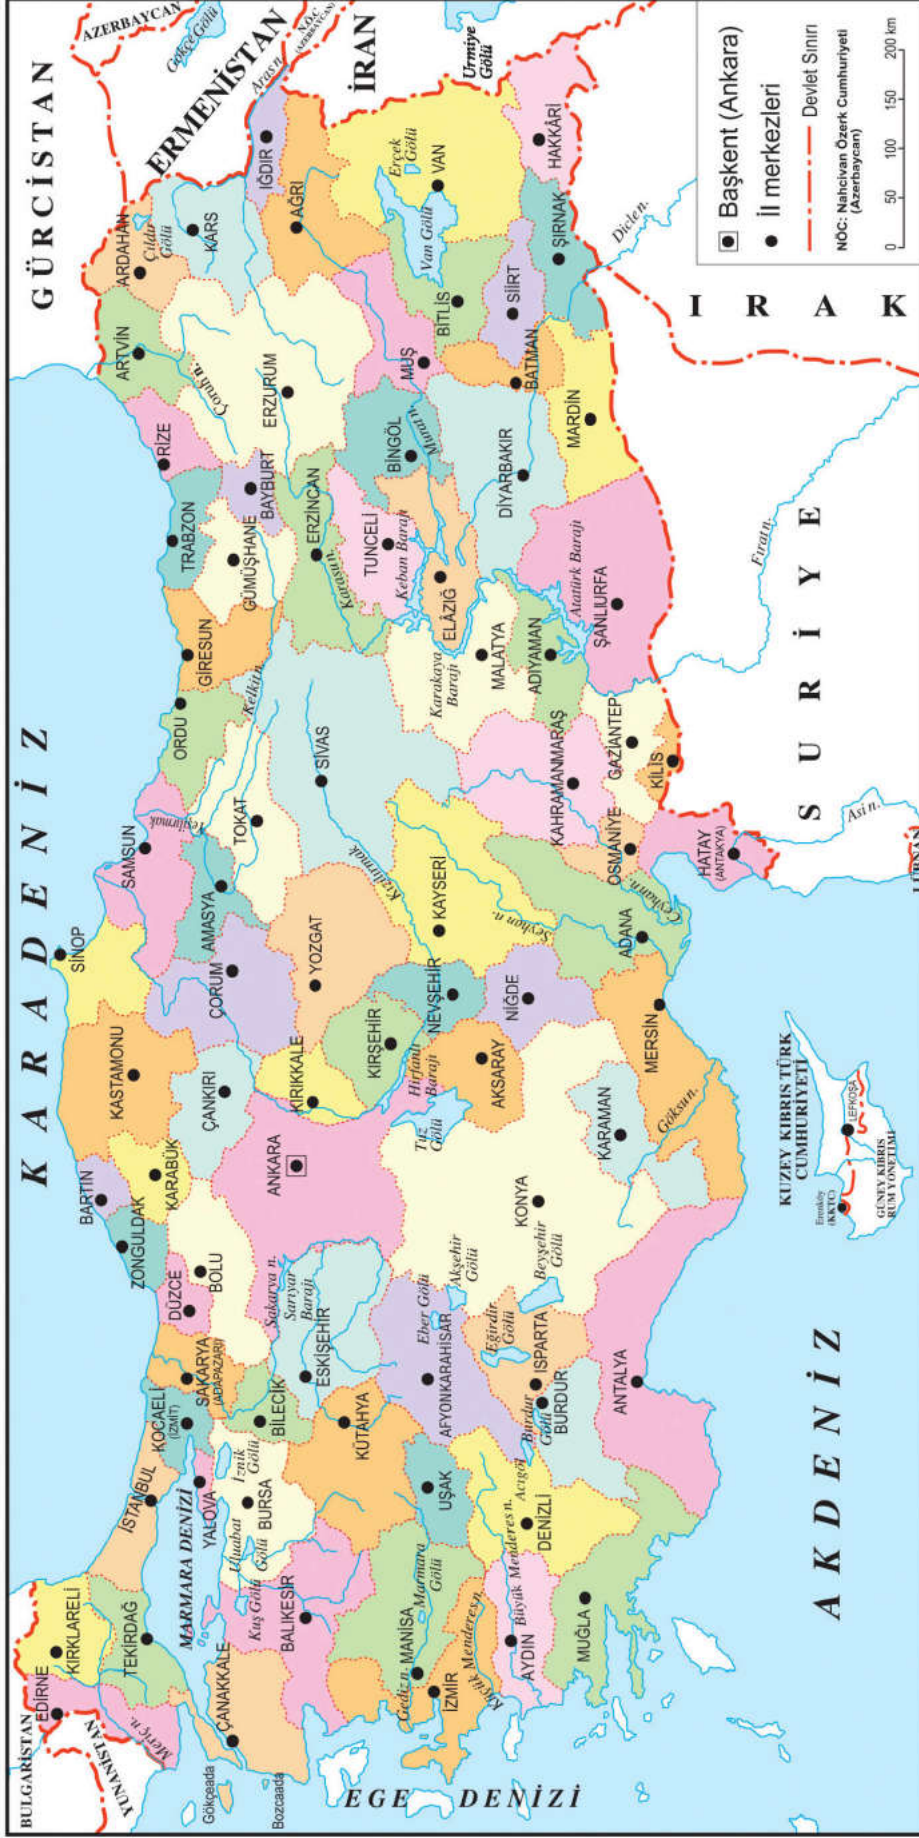 BULGARİSTAN
YUNANİSTAN
GÜRCİSTAN
AZERBAYCAN
ERMENİSTAN
N.Ö.C
(AZERBAYCAN)
İRAN
IRAK
SURİYE
KARADENİZ
MARMARA DENİZİ
EGE DENİZİ
AKDENİZ
EDİRNE
KIRKLARELİ
TEKİRDAĞ
İSTANBUL
ÇANAKKALE
BALIKESİR
BURSA
YALOVA
KOCAELİ
(İZMİT)
SAKARYA
(ADAPAZARI)
BİLECİK
DÜZCE
BOLU
ZONGULDAK
BARTIN
KARABÜK
KASTAMONU
SİNOP
ÇANKIRI
ÇORUM
SAMSUN
AMASYA
TOKAT
ORDU
GİRESUN
TRABZON
GÜMÜŞHANE
BAYBURT
RİZE
ARTVİN
ARDAHAN
KARS
IĞDIR
AĞRI
ERZURUM
ERZİNCAN
TUNCELİ
BİNGÖL
MUŞ
BİTLİS
VAN
HAKKÂRİ
ŞIRNAK
SİİRT
BATMAN
MARDİN
DİYARBAKIR
ELÂZIĞ
MALATYA
ADIYAMAN
ŞANLIURFA
GAZİANTEP
KİLİS
KAHRAMANMARAŞ
OSMANİYE
HATAY
(ANTAKYA)
ADANA
MERSİN
NİĞDE
KAYSERİ
SİVAS
YOZGAT
NEVŞEHİR
KIRŞEHİR
KIRIKKALE
AKSARAY
ANKARA
KONYA
KARAMAN
ESKİŞEHİR
KÜTAHYA
AFYONKARAHİSAR
UŞAK
MANİSA
İZMİR
AYDIN
DENİZLİ
MUĞLA
BURDUR
ISPARTA
ANTALYA
Gökçeada
Bozcaada
Meriç n.
Kuş Gölü
Uluabat
Gölü
İznik
Gölü
Sakarya n.
Sarıyar
Barajı
Gediz n.
Marmara
Gölü
Küçük Menderes n.
Büyük Menderes n.
Acıgöl
Burdur
Gölü
Eğirdir
Gölü
Eber Gölü
Akşehir
Gölü
Beyşehir
Gölü
Tuz
Gölü
Hirfanlı
Barajı
Göksu n.
Kızılırmak
Yeşilırmak
Kelkit n.
Seyhan n.
Ceyhan n.
Asi n.
Karakaya
Barajı
Keban Barajı
Atatürk Barajı
Karasu n.
Murat n.
Çoruh n.
Fırat n.
Dicle n.
Aras n.
Çıldır
Gölü
Gökçe Gölü
Van Gölü
Erçek
Gölü
Urmiye
Gölü
KUZEY KIBRIS TÜRK
CUMHURİYETİ
LEFKOŞA
Erenköy
(KKTC)
GÜNEY KIBRIS
RUM YÖNETİMİ
Başkent (Ankara)
İl merkezleri
Devlet Sınırı
NÖC: Nahcivan Özerk Cumhuriyeti
(Azerbaycan)
0 50 100 150 200 km